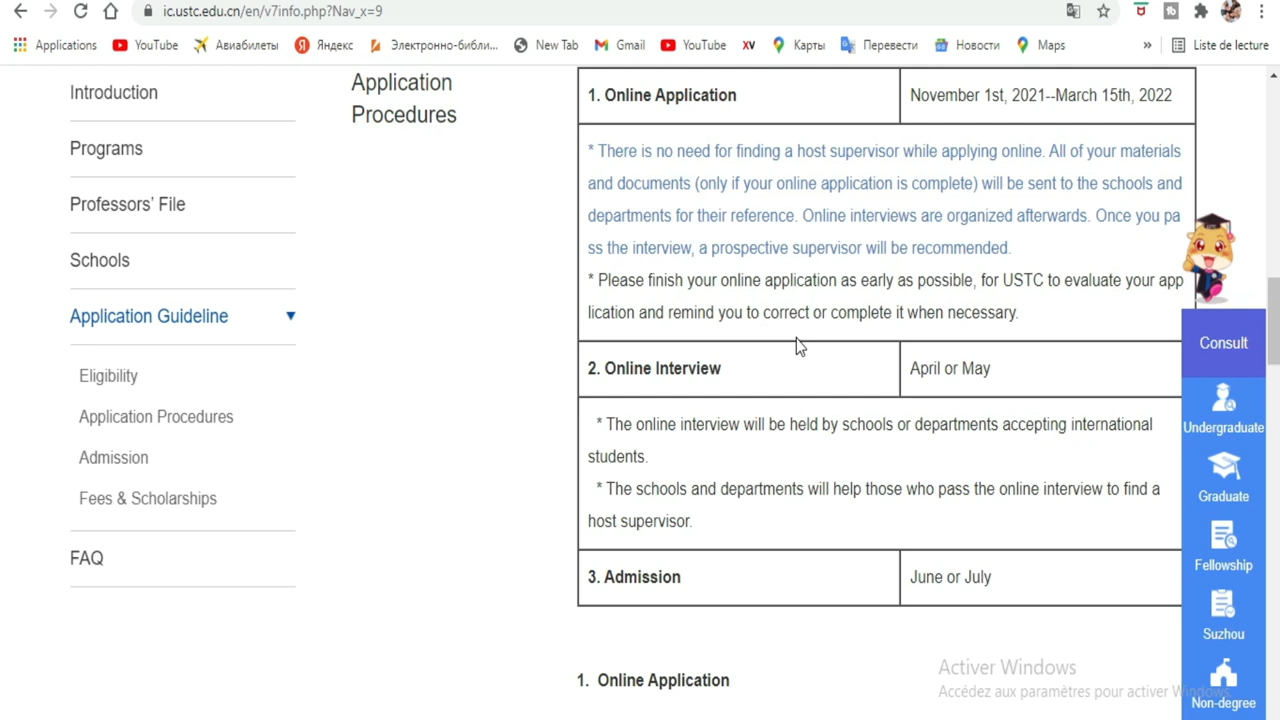 ic.ustc.edu.cn/en/v7info.php?Nav_x=9
Applications
YouTube
Авиабилеты
Яндекс
Электронно-библи...
New Tab
Gmail
YouTube
XV
Карты
Перевести
Новости
Maps
»
Liste de lecture
Introduction
Programs
Professors' File
Schools
Application Guideline
Eligibility
Application Procedures
Admission
Fees & Scholarships
FAQ
Application
Procedures
1. Online Application
November 1st, 2021--March 15th, 2022
* There is no need for finding a host supervisor while applying online. All of your materials
and documents (only if your online application is complete) will be sent to the schools and
departments for their reference. Online interviews are organized afterwards. Once you pa
ss the interview, a prospective supervisor will be recommended.
* Please finish your online application as early as possible, for USTC to evaluate your app
lication and remind you to correct or complete it when necessary.
2. Online Interview
April or May
* The online interview will be held by schools or departments accepting international
students.
* The schools and departments will help those who pass the online interview to find a
host supervisor.
3. Admission
June or July
1. Online Application
Consult
Undergraduate
Graduate
Fellowship
Suzhou
Non-degree
Activer Windows
Accédez aux paramètres pour activer Windows.